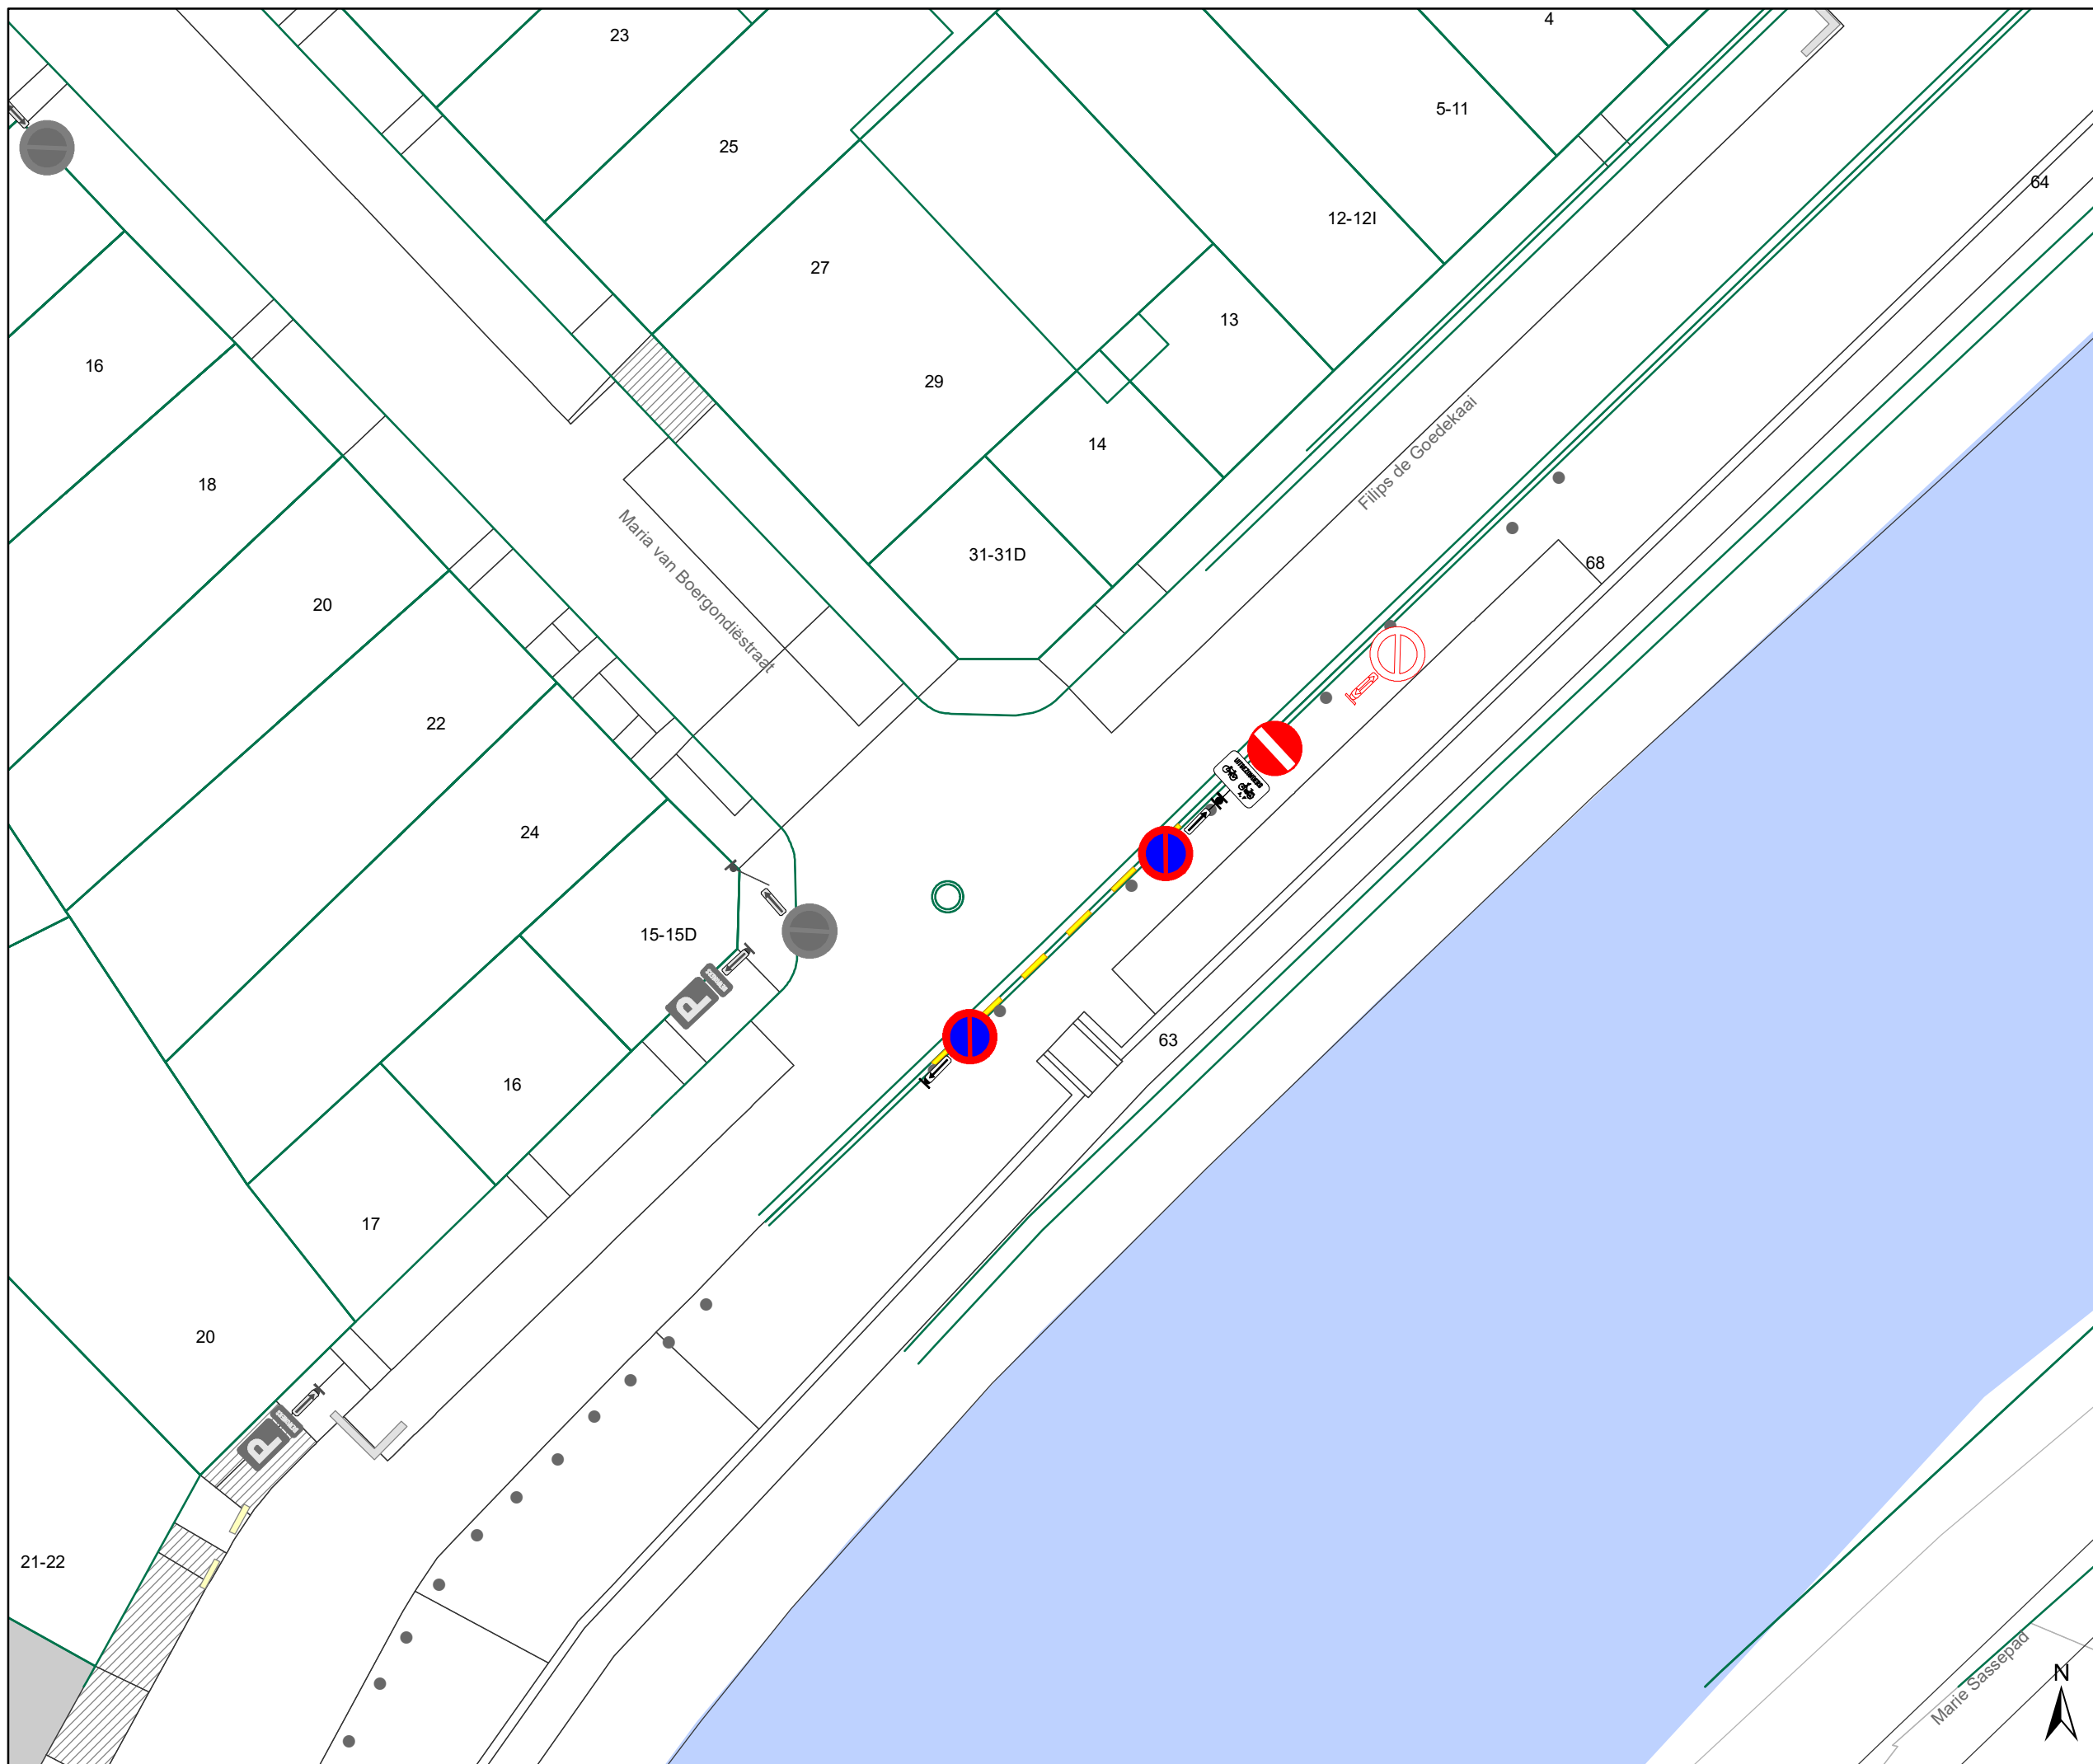 4
23
5-11
25
64
12-12I
27
13
16
29
Filips de Goedekaai
14
18
31-31D
68
Maria van Boergondiëstraat
20
22
24
15-15D
P
63
16
17
20
P
21-22
Marie Sassepad
N